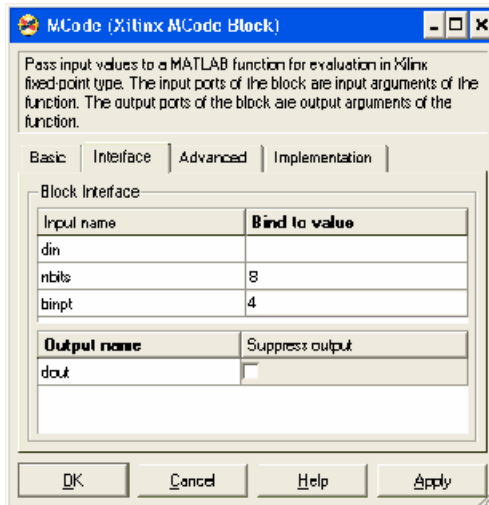 MCode (Xilinx MCode Block)
Pass input values to a MATLAB function for evaluation in Xilinx
fixed-point type. The input ports of the block are input arguments of the
function. The output ports of the block are output arguments of the
function.
Basic Interface Advanced Implementation
Block Interface
Input name Bind to value
din
nbits 8
binpt 4
Output name Suppress output
dout
OK Cancel Help Apply